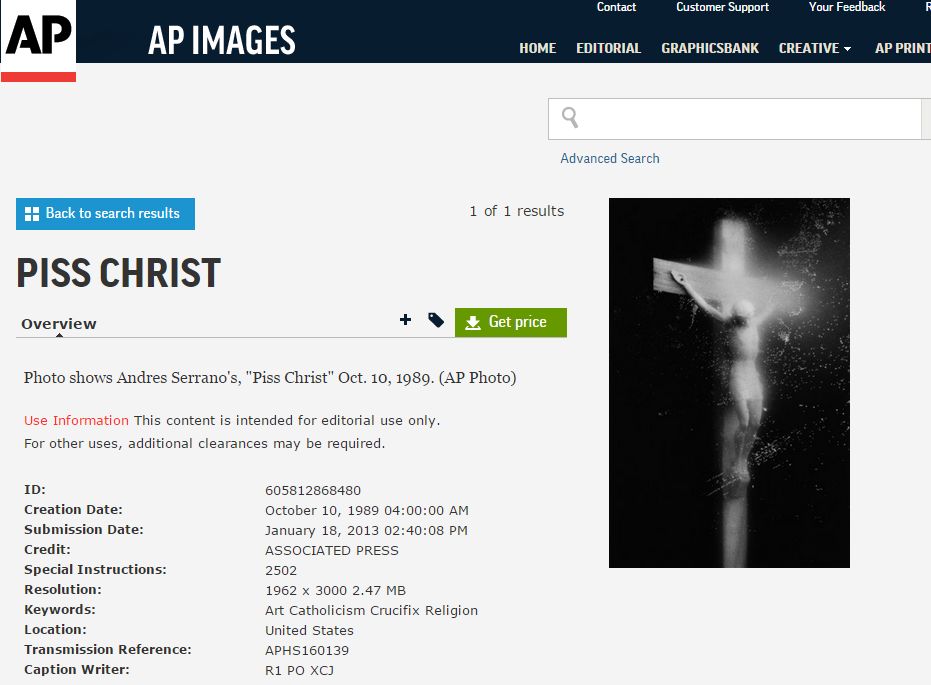 Contact Customer Support Your Feedback R
AP AP IMAGES
HOME EDITORIAL GRAPHICSBANK CREATIVE AP PRINT
Advanced Search
Back to search results
1 of 1 results
PISS CHRIST
Overview
+ Get price
Photo shows Andres Serrano's, "Piss Christ" Oct. 10, 1989. (AP Photo)
Use Information This content is intended for editorial use only.
For other uses, additional clearances may be required.
ID: 605812868480
Creation Date: October 10, 1989 04:00:00 AM
Submission Date: January 18, 2013 02:40:08 PM
Credit: ASSOCIATED PRESS
Special Instructions: 2502
Resolution: 1962 x 3000 2.47 MB
Keywords: Art Catholicism Crucifix Religion
Location: United States
Transmission Reference: APHS160139
Caption Writer: R1 PO XCJ